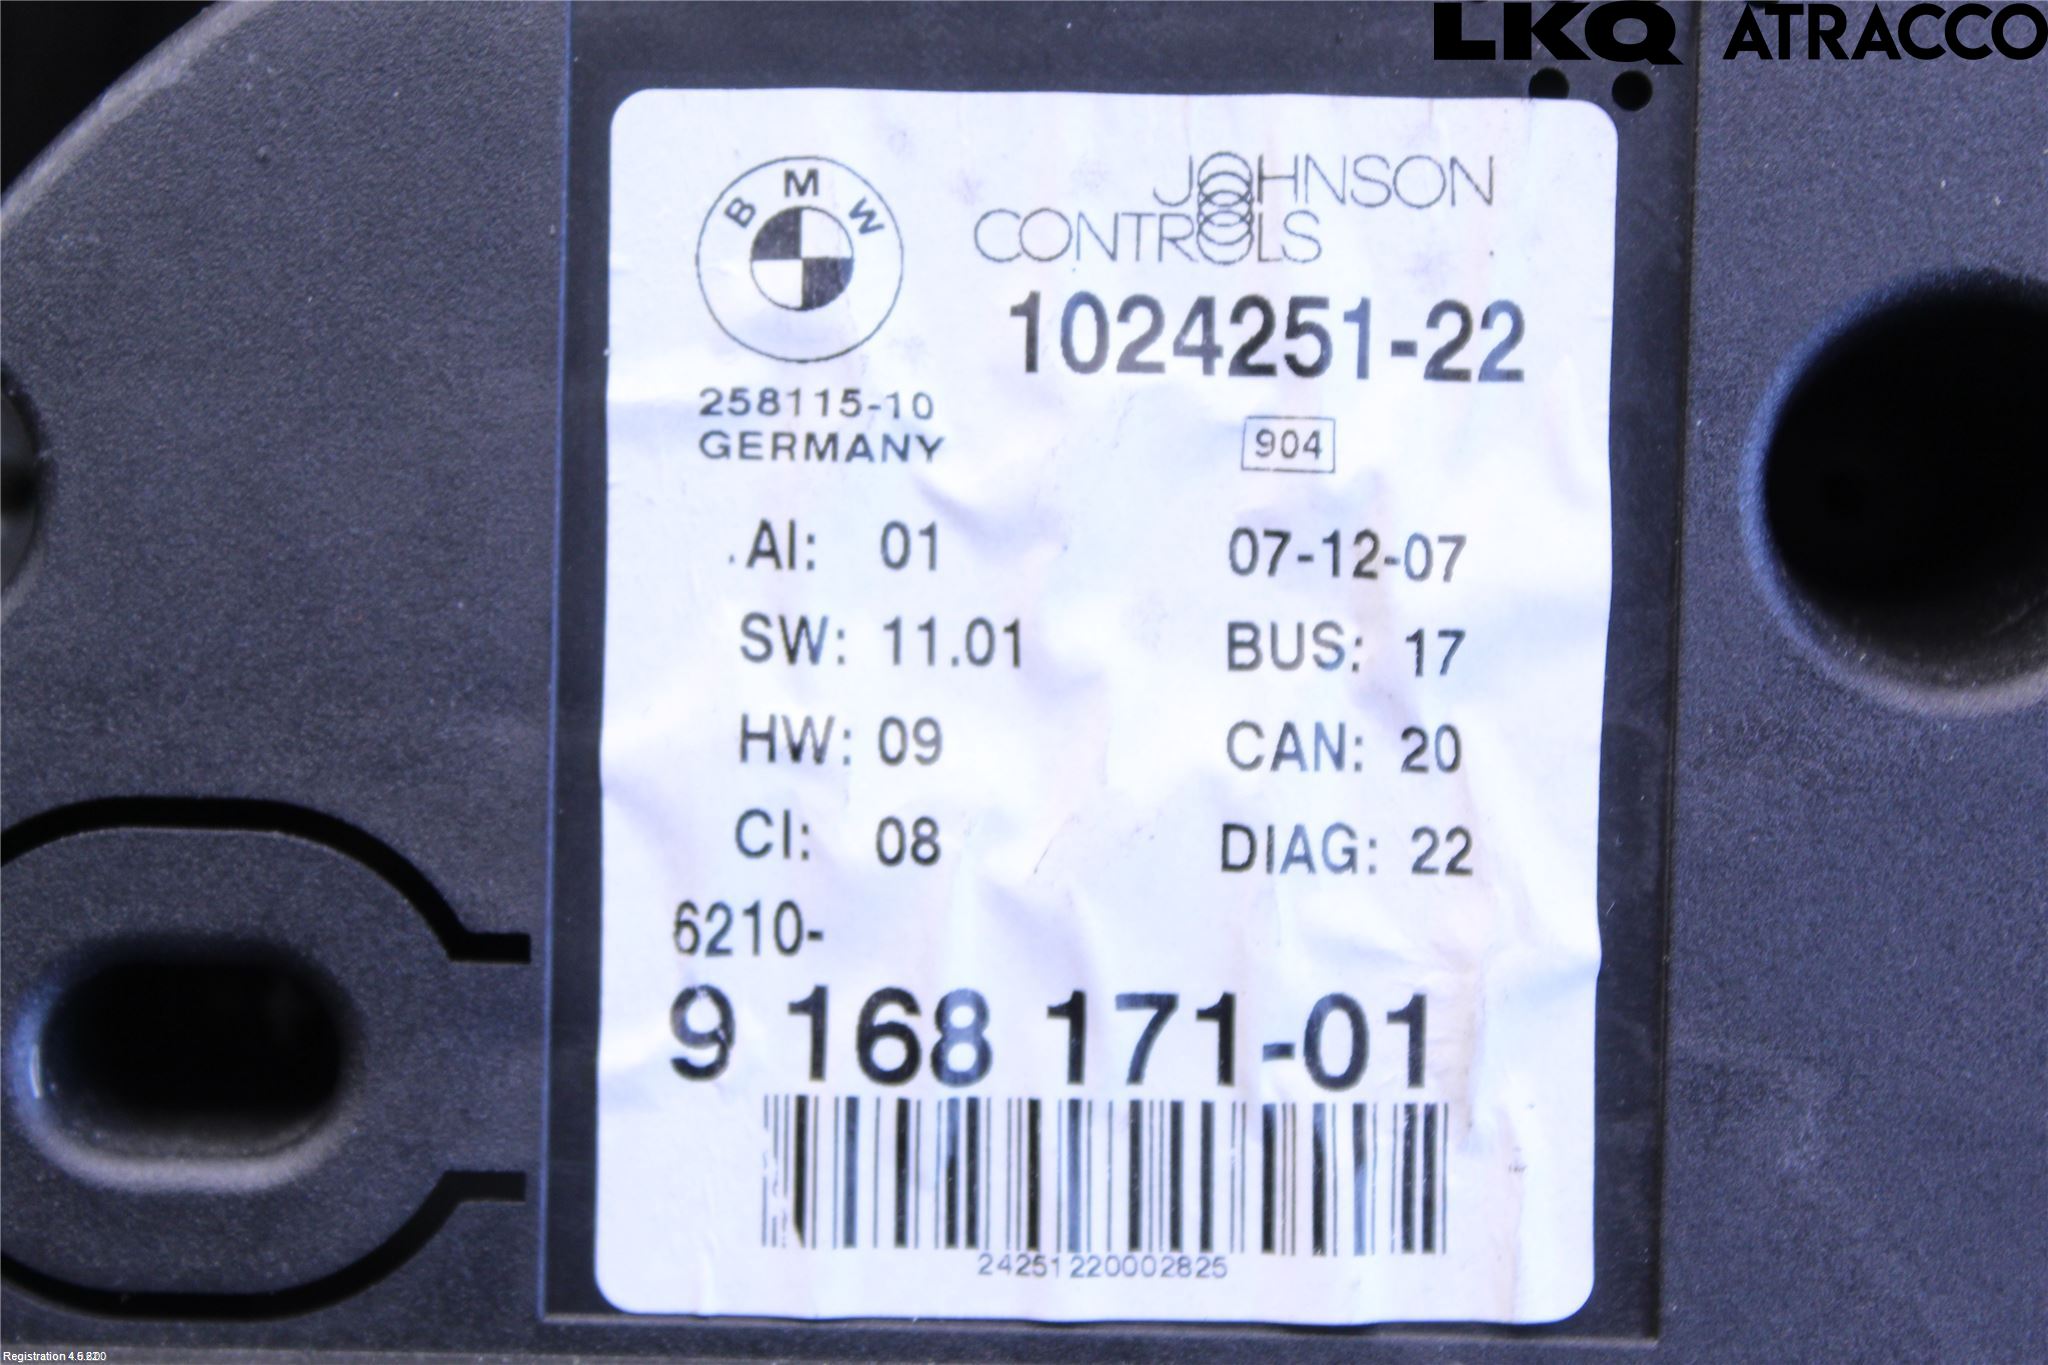 LKQ ATRACCO
BMW
JOHNSON
CONTROLS
1024251-22
258115-10
GERMANY
904
AI: 01
07-12-07
SW: 11.01
BUS: 17
HW: 09
CAN: 20
CI: 08
DIAG: 22
6210-
9 168 171-01
24251220002825
Registration